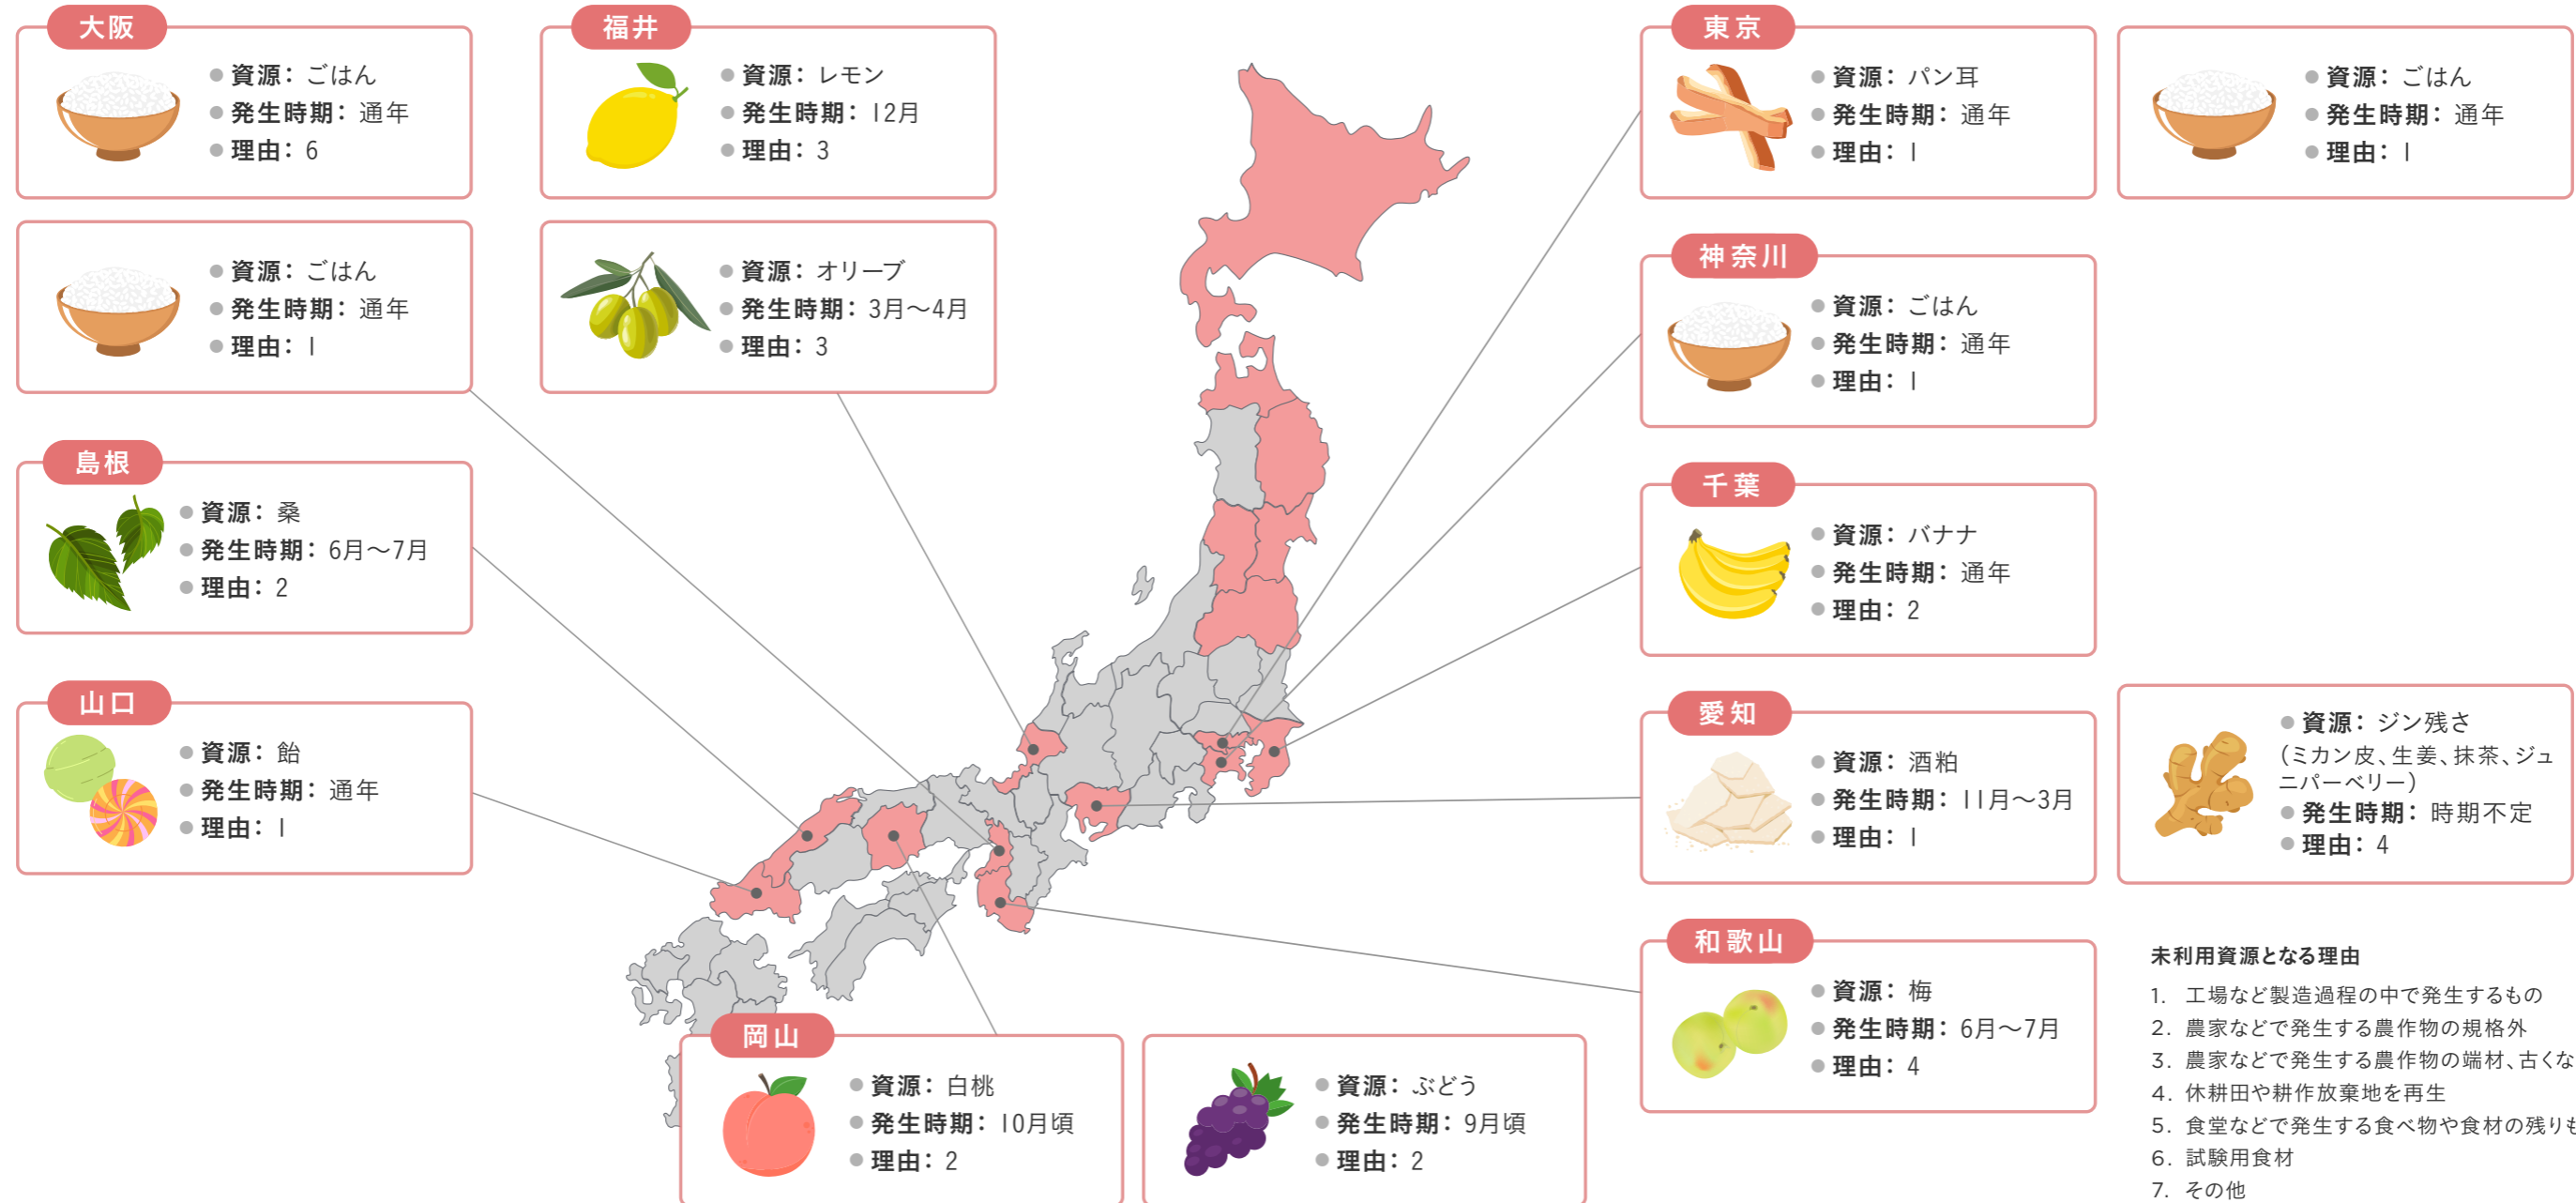 大阪
資源：ごはん
発生時期：通年
理由：6
資源：ごはん
発生時期：通年
理由：1
福井
資源：レモン
発生時期：12月
理由：3
資源：オリーブ
発生時期：3月〜4月
理由：3
島根
資源：桑
発生時期：6月〜7月
理由：2
山口
資源：飴
発生時期：通年
理由：1
岡山
資源：白桃
発生時期：10月頃
理由：2
資源：ぶどう
発生時期：9月頃
理由：2
東京
資源：パン耳
発生時期：通年
理由：1
資源：ごはん
発生時期：通年
理由：1
神奈川
資源：ごはん
発生時期：通年
理由：1
千葉
資源：バナナ
発生時期：通年
理由：2
愛知
資源：酒粕
発生時期：11月〜3月
理由：1
資源：ジン残さ
（ミカン皮、生姜、抹茶、ジュ
ニパーベリー）
発生時期：時期不定
理由：4
和歌山
資源：梅
発生時期：6月〜7月
理由：4
未利用資源となる理由
1. 工場など製造過程の中で発生するもの
2. 農家などで発生する農作物の規格外
3. 農家などで発生する農作物の端材、古くな
4. 休耕田や耕作放棄地を再生
5. 食堂などで発生する食べ物や食材の残り
6. 試験用食材
7. その他